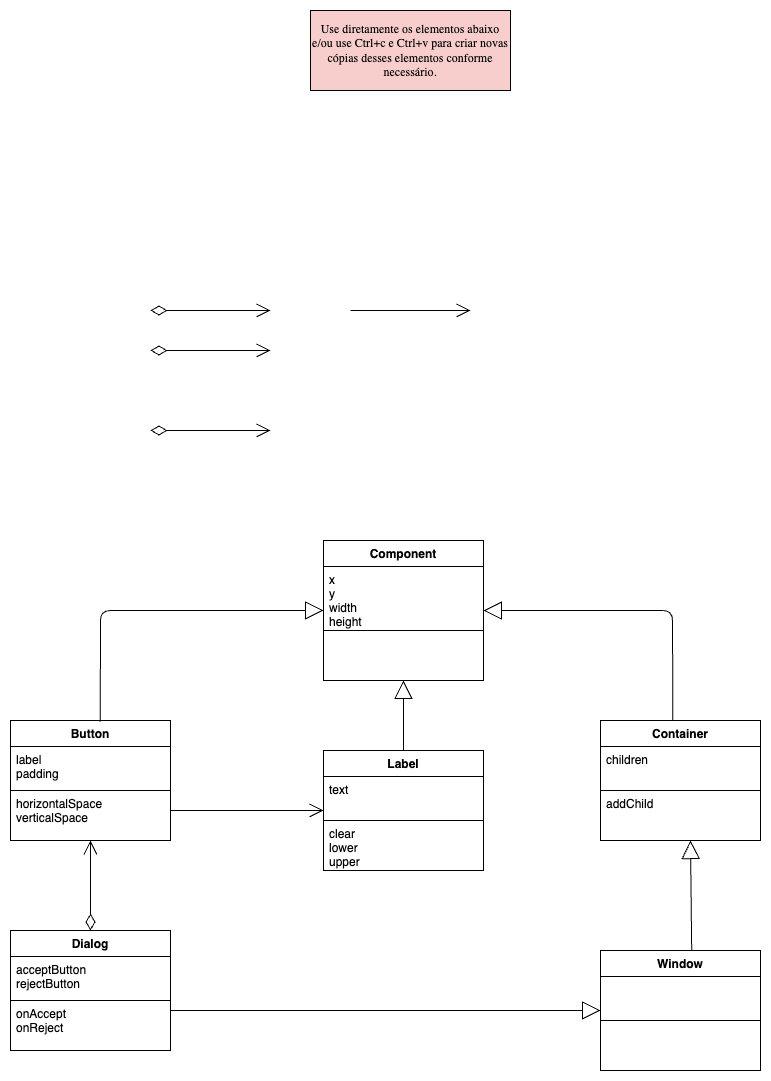 Use diretamente os elementos abaixo
e/ou use Ctrl+c e Ctrl+v para criar novas
cópias desses elementos conforme
necessário.
Component
x
y
width
height
Button
label
padding
horizontalSpace
verticalSpace
Label
text
clear
lower
upper
Container
children
addChild
Dialog
acceptButton
rejectButton
onAccept
onReject
Window